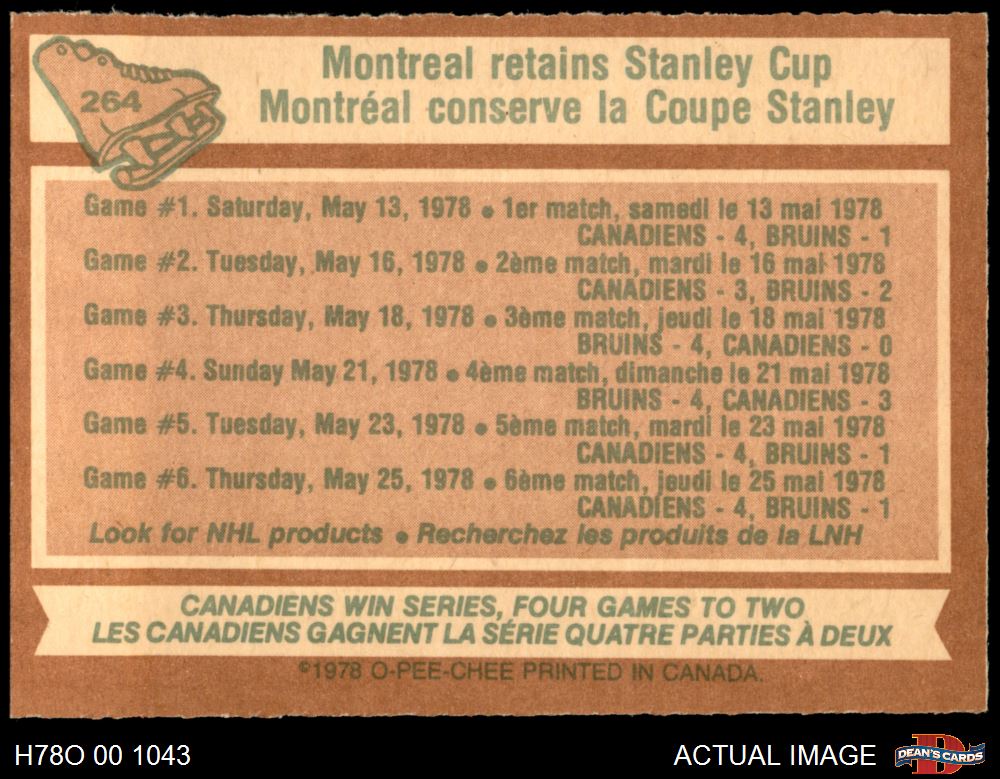 264
Montreal retains Stanley Cup
Montréal conserve la Coupe Stanley
Game #1. Saturday, May 13, 1978 • 1er match, samedi le 13 mai 1978
CANADIENS - 4, BRUINS - 1
Game #2. Tuesday, May 16, 1978 • 2ème match, mardi le 16 mai 1978
CANADIENS - 3, BRUINS - 2
Game #3. Thursday, May 18, 1978 • 3ème match, jeudi le 18 mai 1978
BRUINS - 4, CANADIENS - 0
Game #4. Sunday May 21, 1978 • 4ème match, dimanche le 21 mai 1978
BRUINS - 4, CANADIENS - 3
Game #5. Tuesday, May 23, 1978 • 5ème match, mardi le 23 mai 1978
CANADIENS - 4, BRUINS - 1
Game #6. Thursday, May 25, 1978 • 6ème match, jeudi le 25 mai 1978
CANADIENS - 4, BRUINS - 1
Look for NHL products • Recherchez les produits de la LNH
CANADIENS WIN SERIES, FOUR GAMES TO TWO
LES CANADIENS GAGNENT LA SÉRIE QUATRE PARTIES À DEUX
©1978 O-PEE-CHEE PRINTED IN CANADA.
H78O 00 1043
ACTUAL IMAGE
DEAN'S CARDS